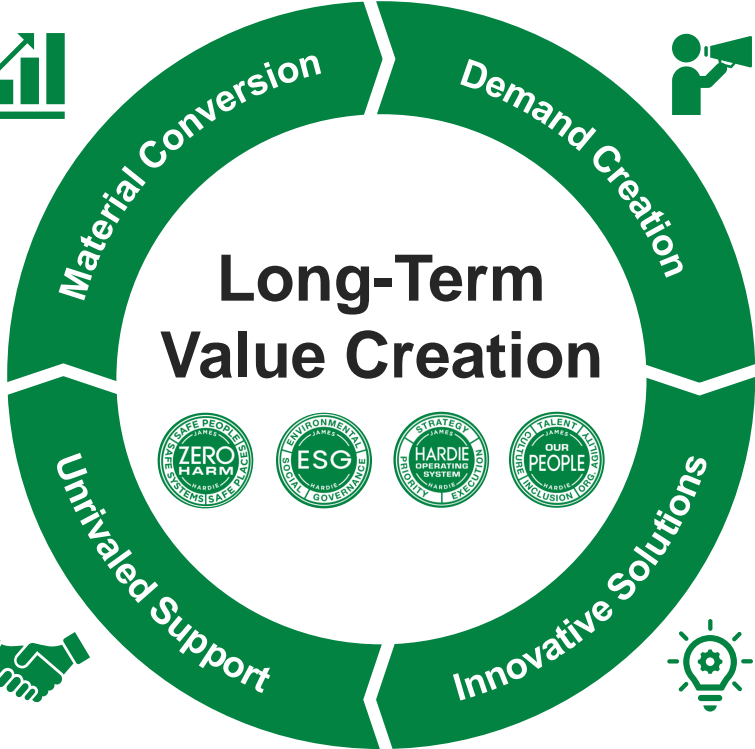 Material Conversion
Demand Creation
Long-Term
Value Creation
SAFE PEOPLE
SAFE PLACES
SAFE SYSTEMS
JAMES
ZERO
HARM
HARDIE
ENVIRONMENTAL
SOCIAL
GOVERNANCE
JAMES
ESG
HARDIE
STRATEGY
PRIORITY
EXECUTION
JAMES
HARDIE
OPERATING
SYSTEM
HARDIE
TALENT
CULTURE
INCLUSION
ORG. AGILITY
JAMES
OUR
PEOPLE
HARDIE
Unrivaled Support
Innovative Solutions